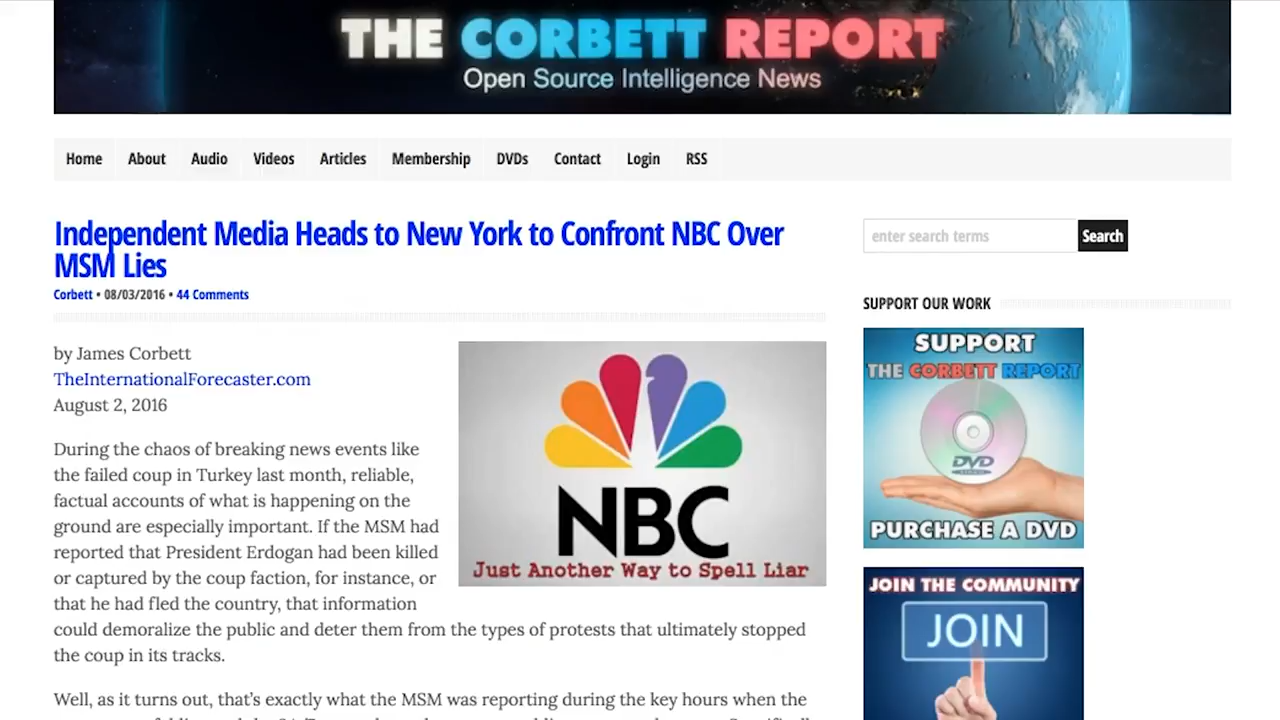 THE CORBETT REPORT
Open Source Intelligence News
Home About Audio Videos Articles Membership DVDs Contact Login RSS
Independent Media Heads to New York to Confront NBC Over
MSM Lies
Corbett • 08/03/2016 • 44 Comments
by James Corbett
TheInternationalForecaster.com
August 2, 2016
During the chaos of breaking news events like
the failed coup in Turkey last month, reliable,
factual accounts of what is happening on the
ground are especially important. If the MSM had
reported that President Erdogan had been killed
or captured by the coup faction, for instance, or
that he had fled the country, that information
could demoralize the public and deter them from the types of protests that ultimately stopped
the coup in its tracks.
Well, as it turns out, that's exactly what the MSM was reporting during the key hours when the
NBC
Just Another Way to Spell Liar
enter search terms Search
SUPPORT OUR WORK
SUPPORT
THE CORBETT REPORT
DVD
PURCHASE A DVD
JOIN THE COMMUNITY
JOIN